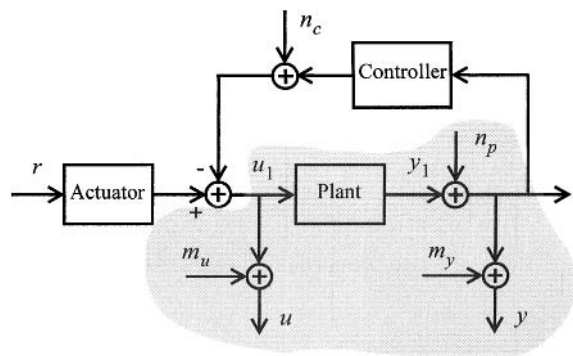 n_c
Controller
n_p
r
Actuator
-
+
u_1
Plant
y_1
m_u
m_y
u
y